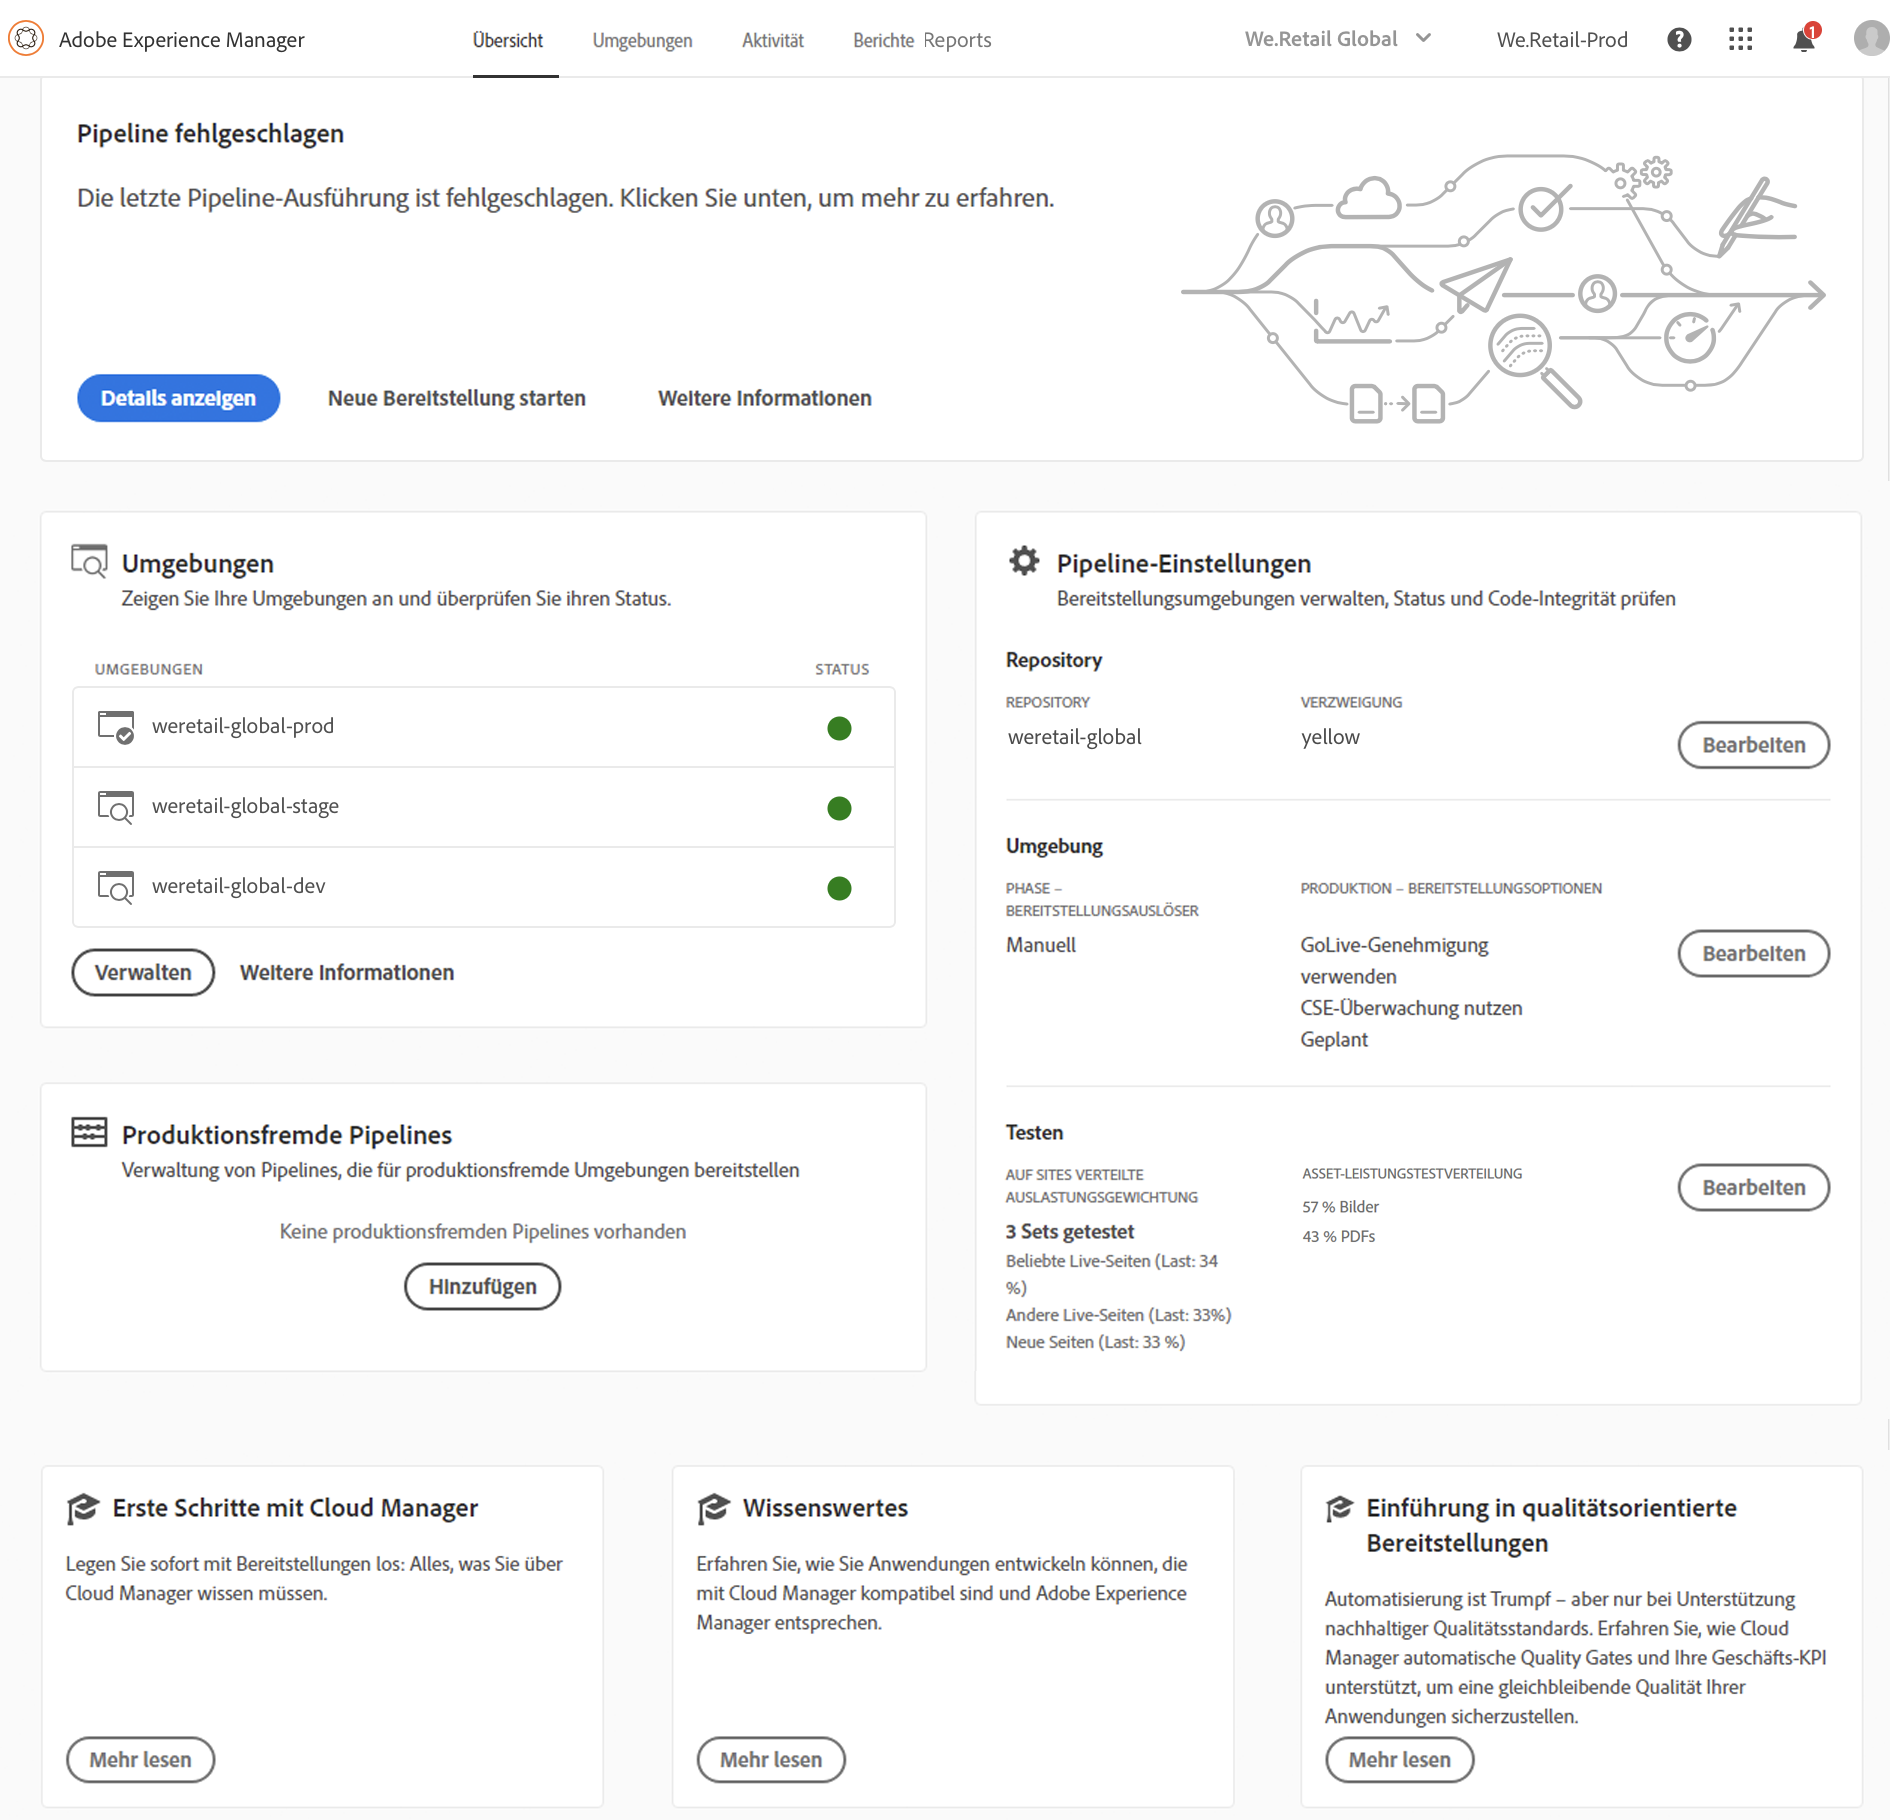 Adobe Experience Manager
Übersicht
Umgebungen
Aktivität
Berichte Reports
We.Retail Global
We.Retail-Prod
1
Pipeline fehlgeschlagen
Die letzte Pipeline-Ausführung ist fehlgeschlagen. Klicken Sie unten, um mehr zu erfahren.
Details anzeigen
Neue Bereitstellung starten
Weitere Informationen
Umgebungen
Zeigen Sie Ihre Umgebungen an und überprüfen Sie ihren Status.
UMGEBUNGEN
STATUS
weretail-global-prod
weretail-global-stage
weretail-global-dev
Verwalten
Weitere Informationen
Produktionsfremde Pipelines
Verwaltung von Pipelines, die für produktionsfremde Umgebungen bereitstellen
Keine produktionsfremden Pipelines vorhanden
Hinzufügen
Pipeline-Einstellungen
Bereitstellungsumgebungen verwalten, Status und Code-Integrität prüfen
Repository
REPOSITORY
VERZWEIGUNG
weretail-global
yellow
Bearbeiten
Umgebung
PHASE –
BEREITSTELLUNGSAUSLÖSER
Manuell
PRODUKTION – BEREITSTELLUNGSOPTIONEN
GoLive-Genehmigung
verwenden
CSE-Überwachung nutzen
Geplant
Bearbeiten
Testen
AUF SITES VERTEILTE
AUSLASTUNGSGEWICHTUNG
3 Sets getestet
Beliebte Live-Seiten (Last: 34
%)
Andere Live-Seiten (Last: 33%)
Neue Seiten (Last: 33 %)
ASSET-LEISTUNGSTESTVERTEILUNG
57 % Bilder
43 % PDFs
Bearbeiten
Erste Schritte mit Cloud Manager
Legen Sie sofort mit Bereitstellungen los: Alles, was Sie über
Cloud Manager wissen müssen.
Mehr lesen
Wissenswertes
Erfahren Sie, wie Sie Anwendungen entwickeln können, die
mit Cloud Manager kompatibel sind und Adobe Experience
Manager entsprechen.
Mehr lesen
Einführung in qualitätsorientierte
Bereitstellungen
Automatisierung ist Trumpf – aber nur bei Unterstützung
nachhaltiger Qualitätsstandards. Erfahren Sie, wie Cloud
Manager automatische Quality Gates und Ihre Geschäfts-KPI
unterstützt, um eine gleichbleibende Qualität Ihrer
Anwendungen sicherzustellen.
Mehr lesen